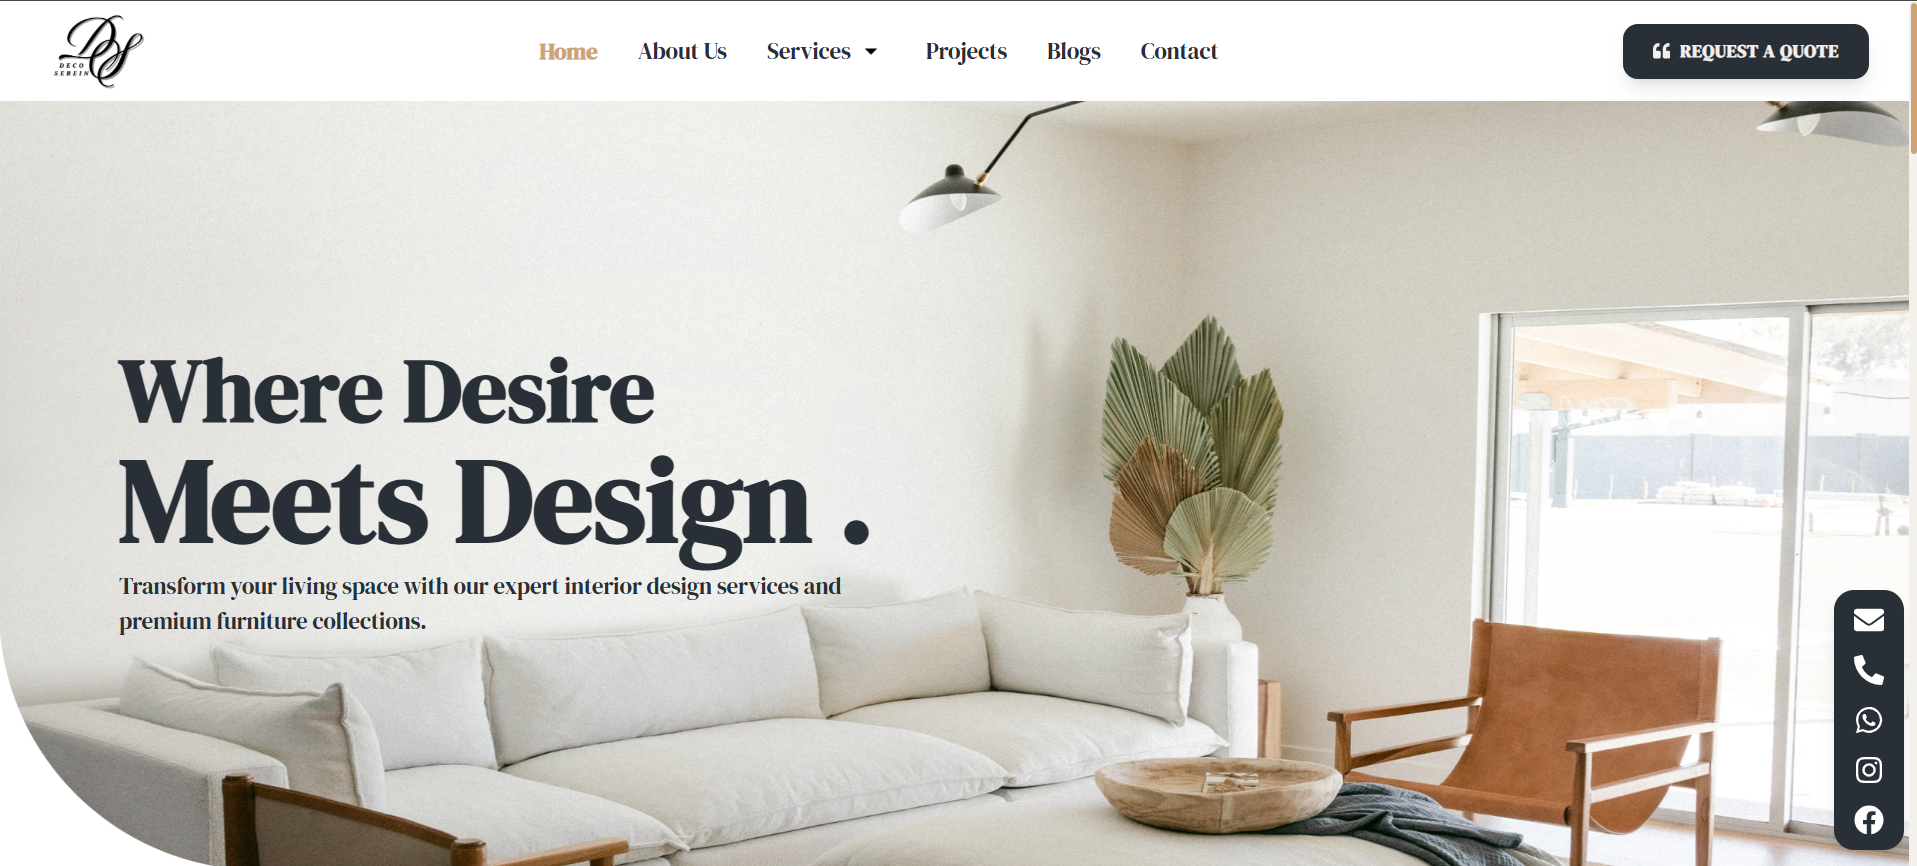 DS
DECO
SEREIN
Home
About Us
Services
Projects
Blogs
Contact
REQUEST A QUOTE
Where Desire
Meets Design .
Transform your living space with our expert interior design services and
premium furniture collections.